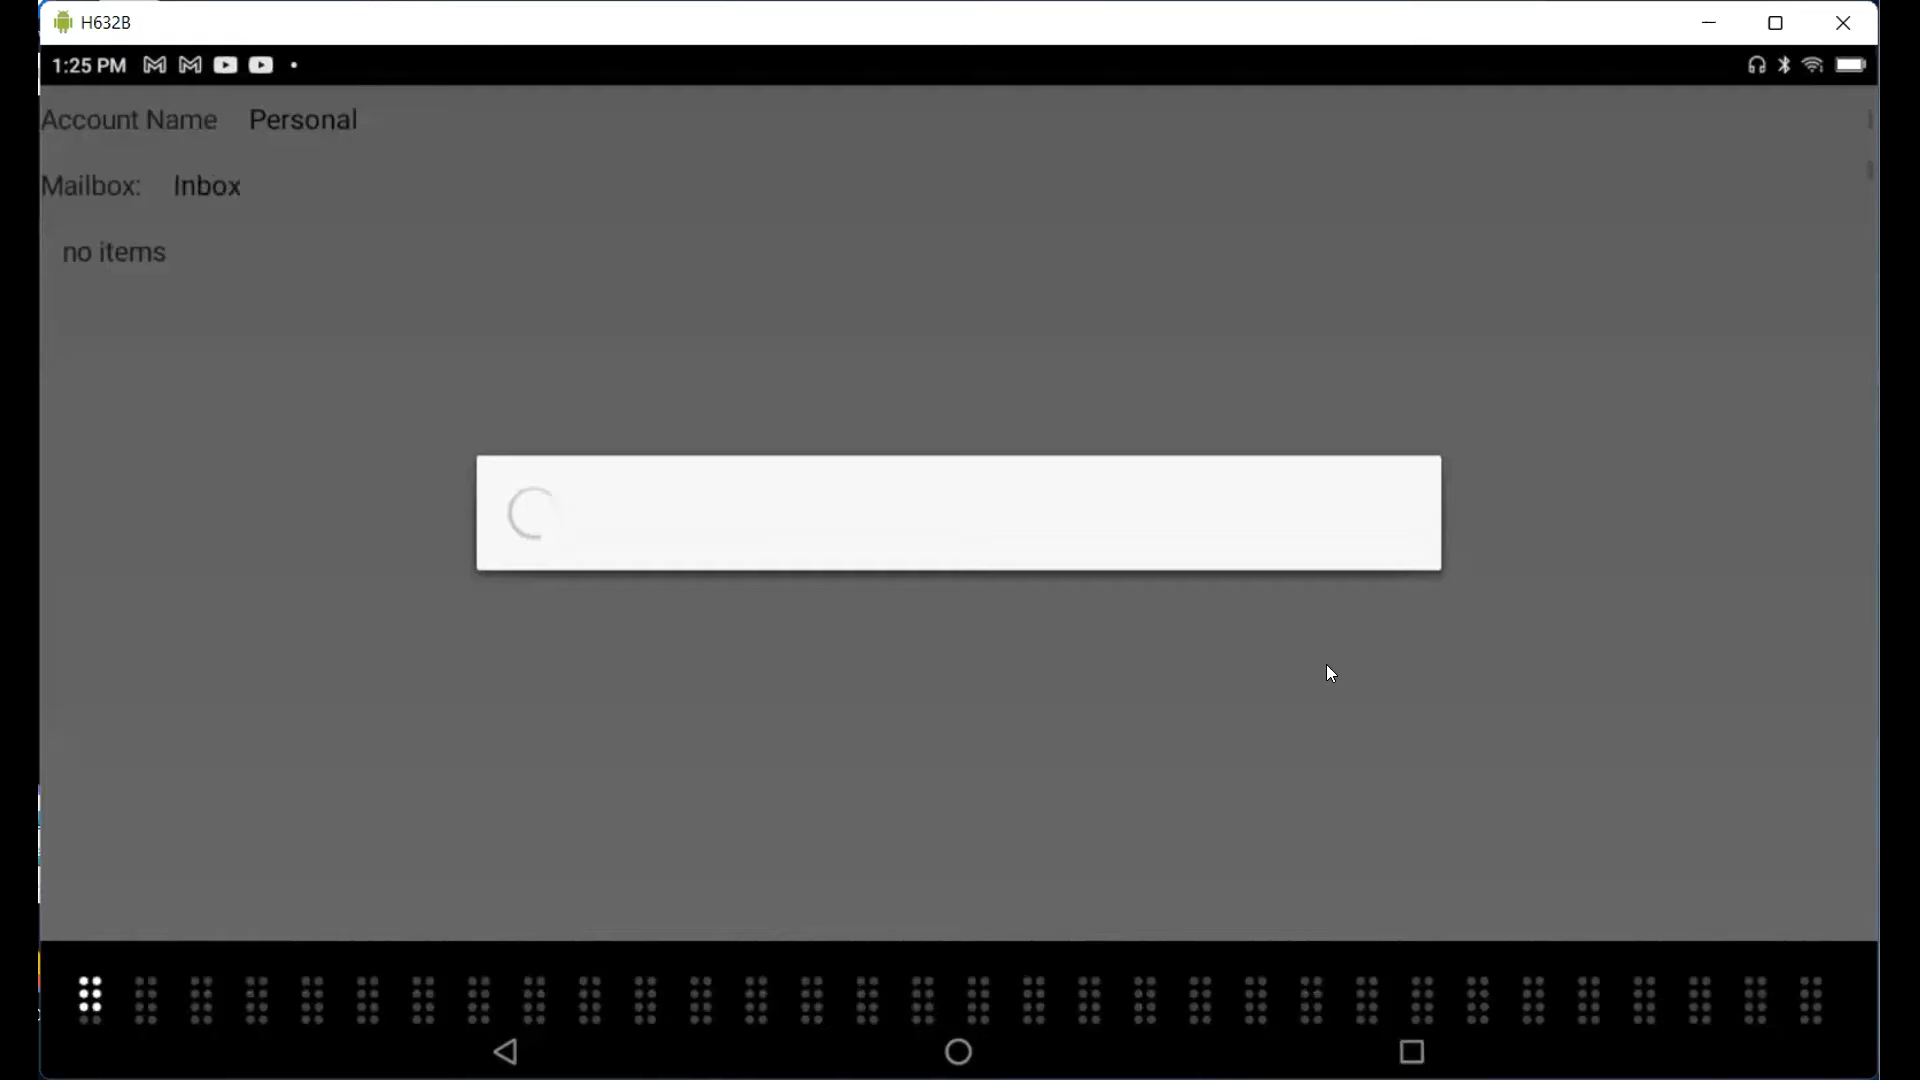 H632B
1:25 PM
Account Name Personal
Mailbox: Inbox
no items